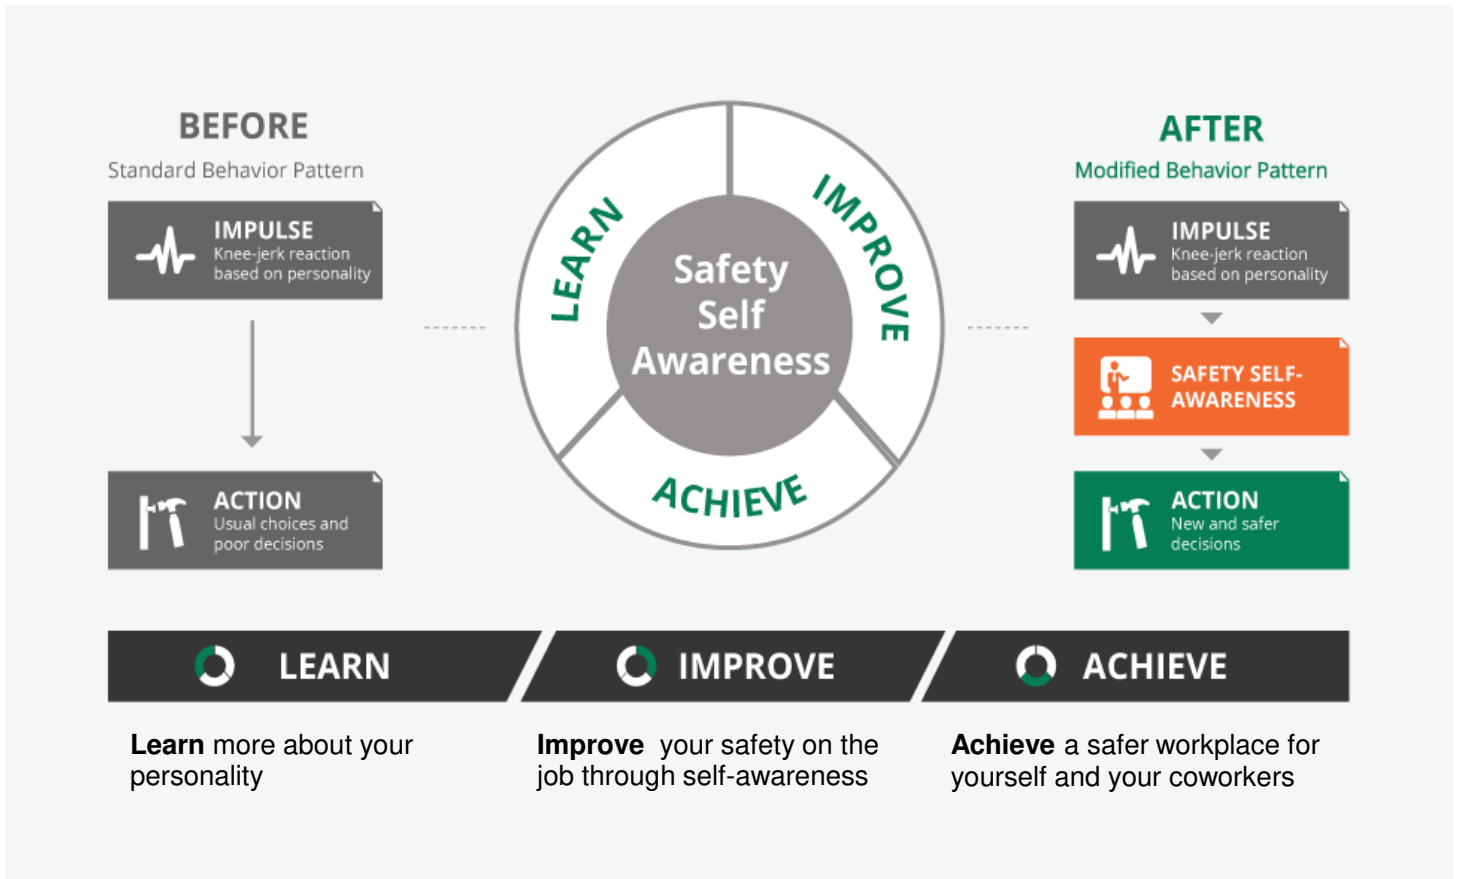 BEFORE
Standard Behavior Pattern
IMPULSE
Knee-jerk reaction
based on personality
ACTION
Usual choices and
poor decisions
LEARN
IMPROVE
ACHIEVE
Safety
Self
Awareness
AFTER
Modified Behavior Pattern
IMPULSE
Knee-jerk reaction
based on personality
SAFETY SELF-
AWARENESS
ACTION
New and safer
decisions
LEARN
Learn more about your
personality
IMPROVE
Improve your safety on the
job through self-awareness
ACHIEVE
Achieve a safer workplace for
yourself and your coworkers